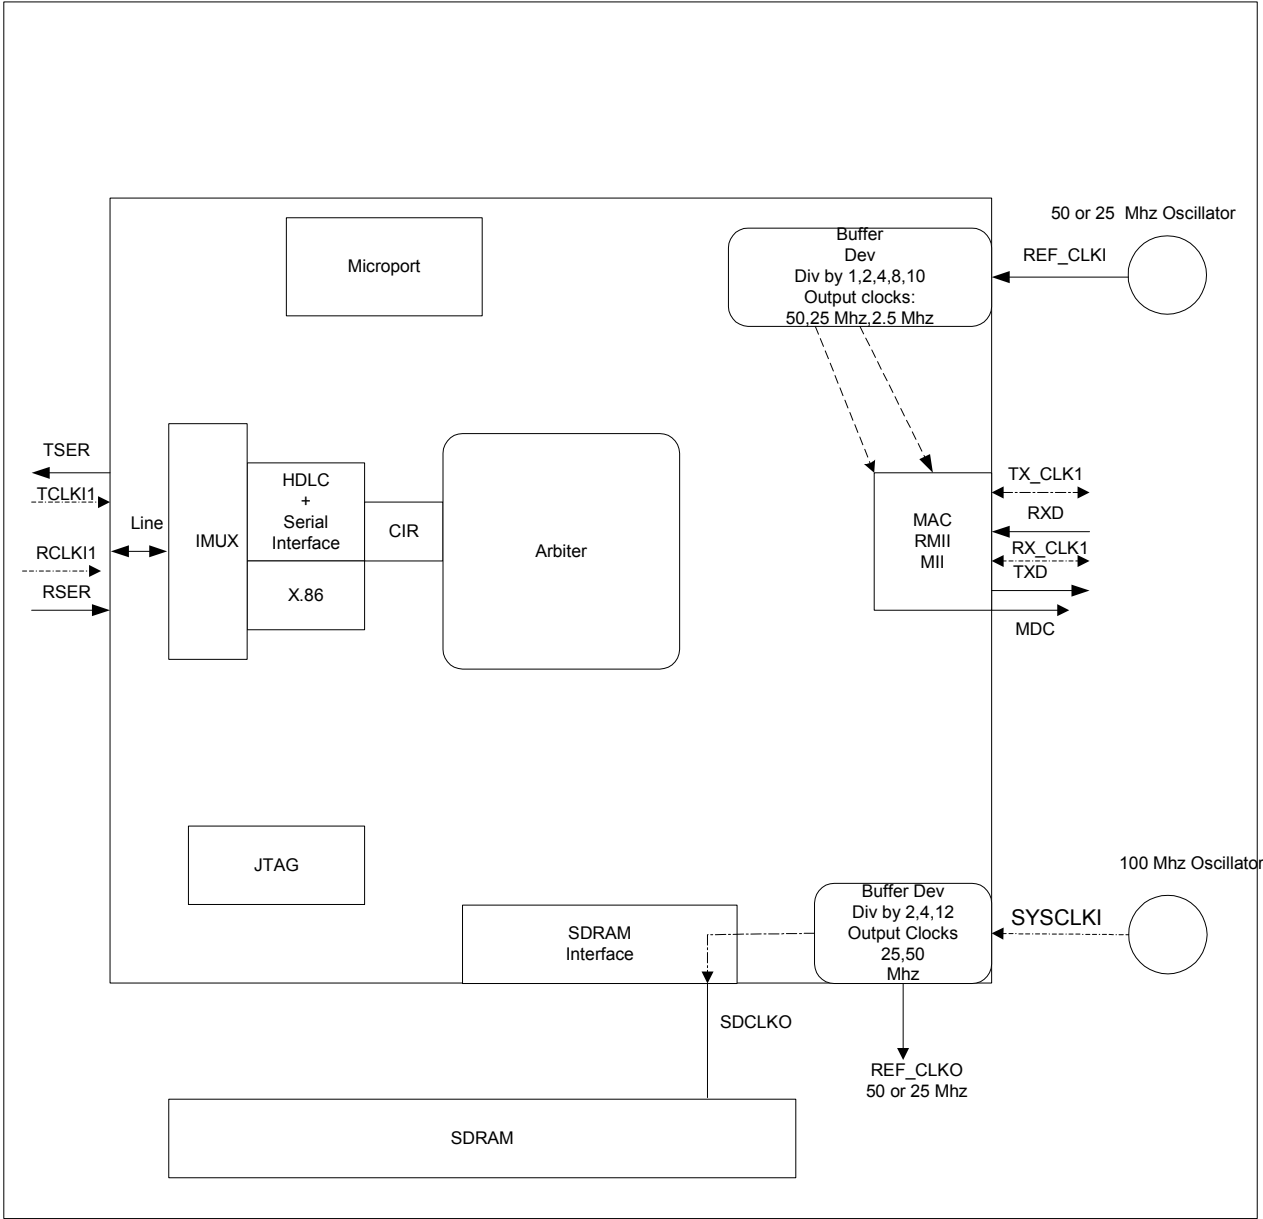 50 or 25 Mhz Oscillator
REF_CLKI
Buffer
Dev
Div by 1,2,4,8,10
Output clocks:
50,25 Mhz,2.5 Mhz
Microport
TSER
TCLKI1
Line
RCLKI1
RSER
IMUX
HDLC
+
Serial
Interface
X.86
CIR
Arbiter
MAC
RMII
MII
TX_CLK1
RXD
RX_CLK1
TXD
MDC
JTAG
SDRAM
Interface
Buffer Dev
Div by 2,4,12
Output Clocks
25,50
Mhz
SYSCLKI
100 Mhz Oscillator
SDCLKO
REF_CLKO
50 or 25 Mhz
SDRAM